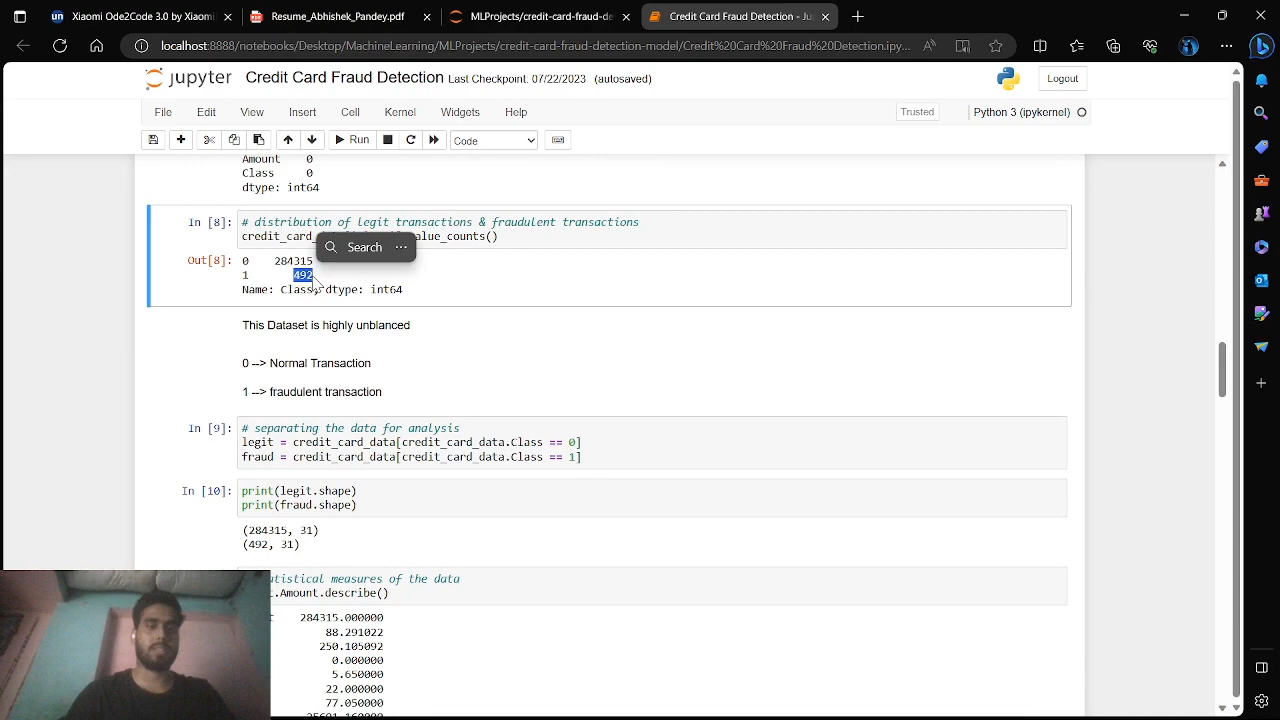 Xiaomi Ode2Code 3.0 by Xiaomi
Resume_Abhishek_Pandey.pdf
MLProjects/credit-card-fraud-de
Credit Card Fraud Detection - Ju
localhost:8888/notebooks/Desktop/MachineLearning/MLProjects/credit-card-fraud-detection-model/Credit%20Card%20Fraud%20Detection.ipy...
jupyter Credit Card Fraud Detection Last Checkpoint: 07/22/2023 (autosaved)
Logout
File Edit View Insert Cell Kernel Widgets Help
Trusted
Python 3 (ipykernel)
Run
Code
Amount 0
Class 0
dtype: int64
In [8]: # distribution of legit transactions & fraudulent transactions
credit_card_
alue_counts()
Search
Out[8]: 0 284315
1 492
Name: Class, dtype: int64
This Dataset is highly unblanced
0 --> Normal Transaction
1 --> fraudulent transaction
In [9]: # separating the data for analysis
legit = credit_card_data[credit_card_data.Class == 0]
fraud = credit_card_data[credit_card_data.Class == 1]
In [10]: print(legit.shape)
print(fraud.shape)
(284315, 31)
(492, 31)
atistical measures of the data
.Amount.describe()
284315.000000
88.291022
250.105092
0.000000
5.650000
22.000000
77.050000